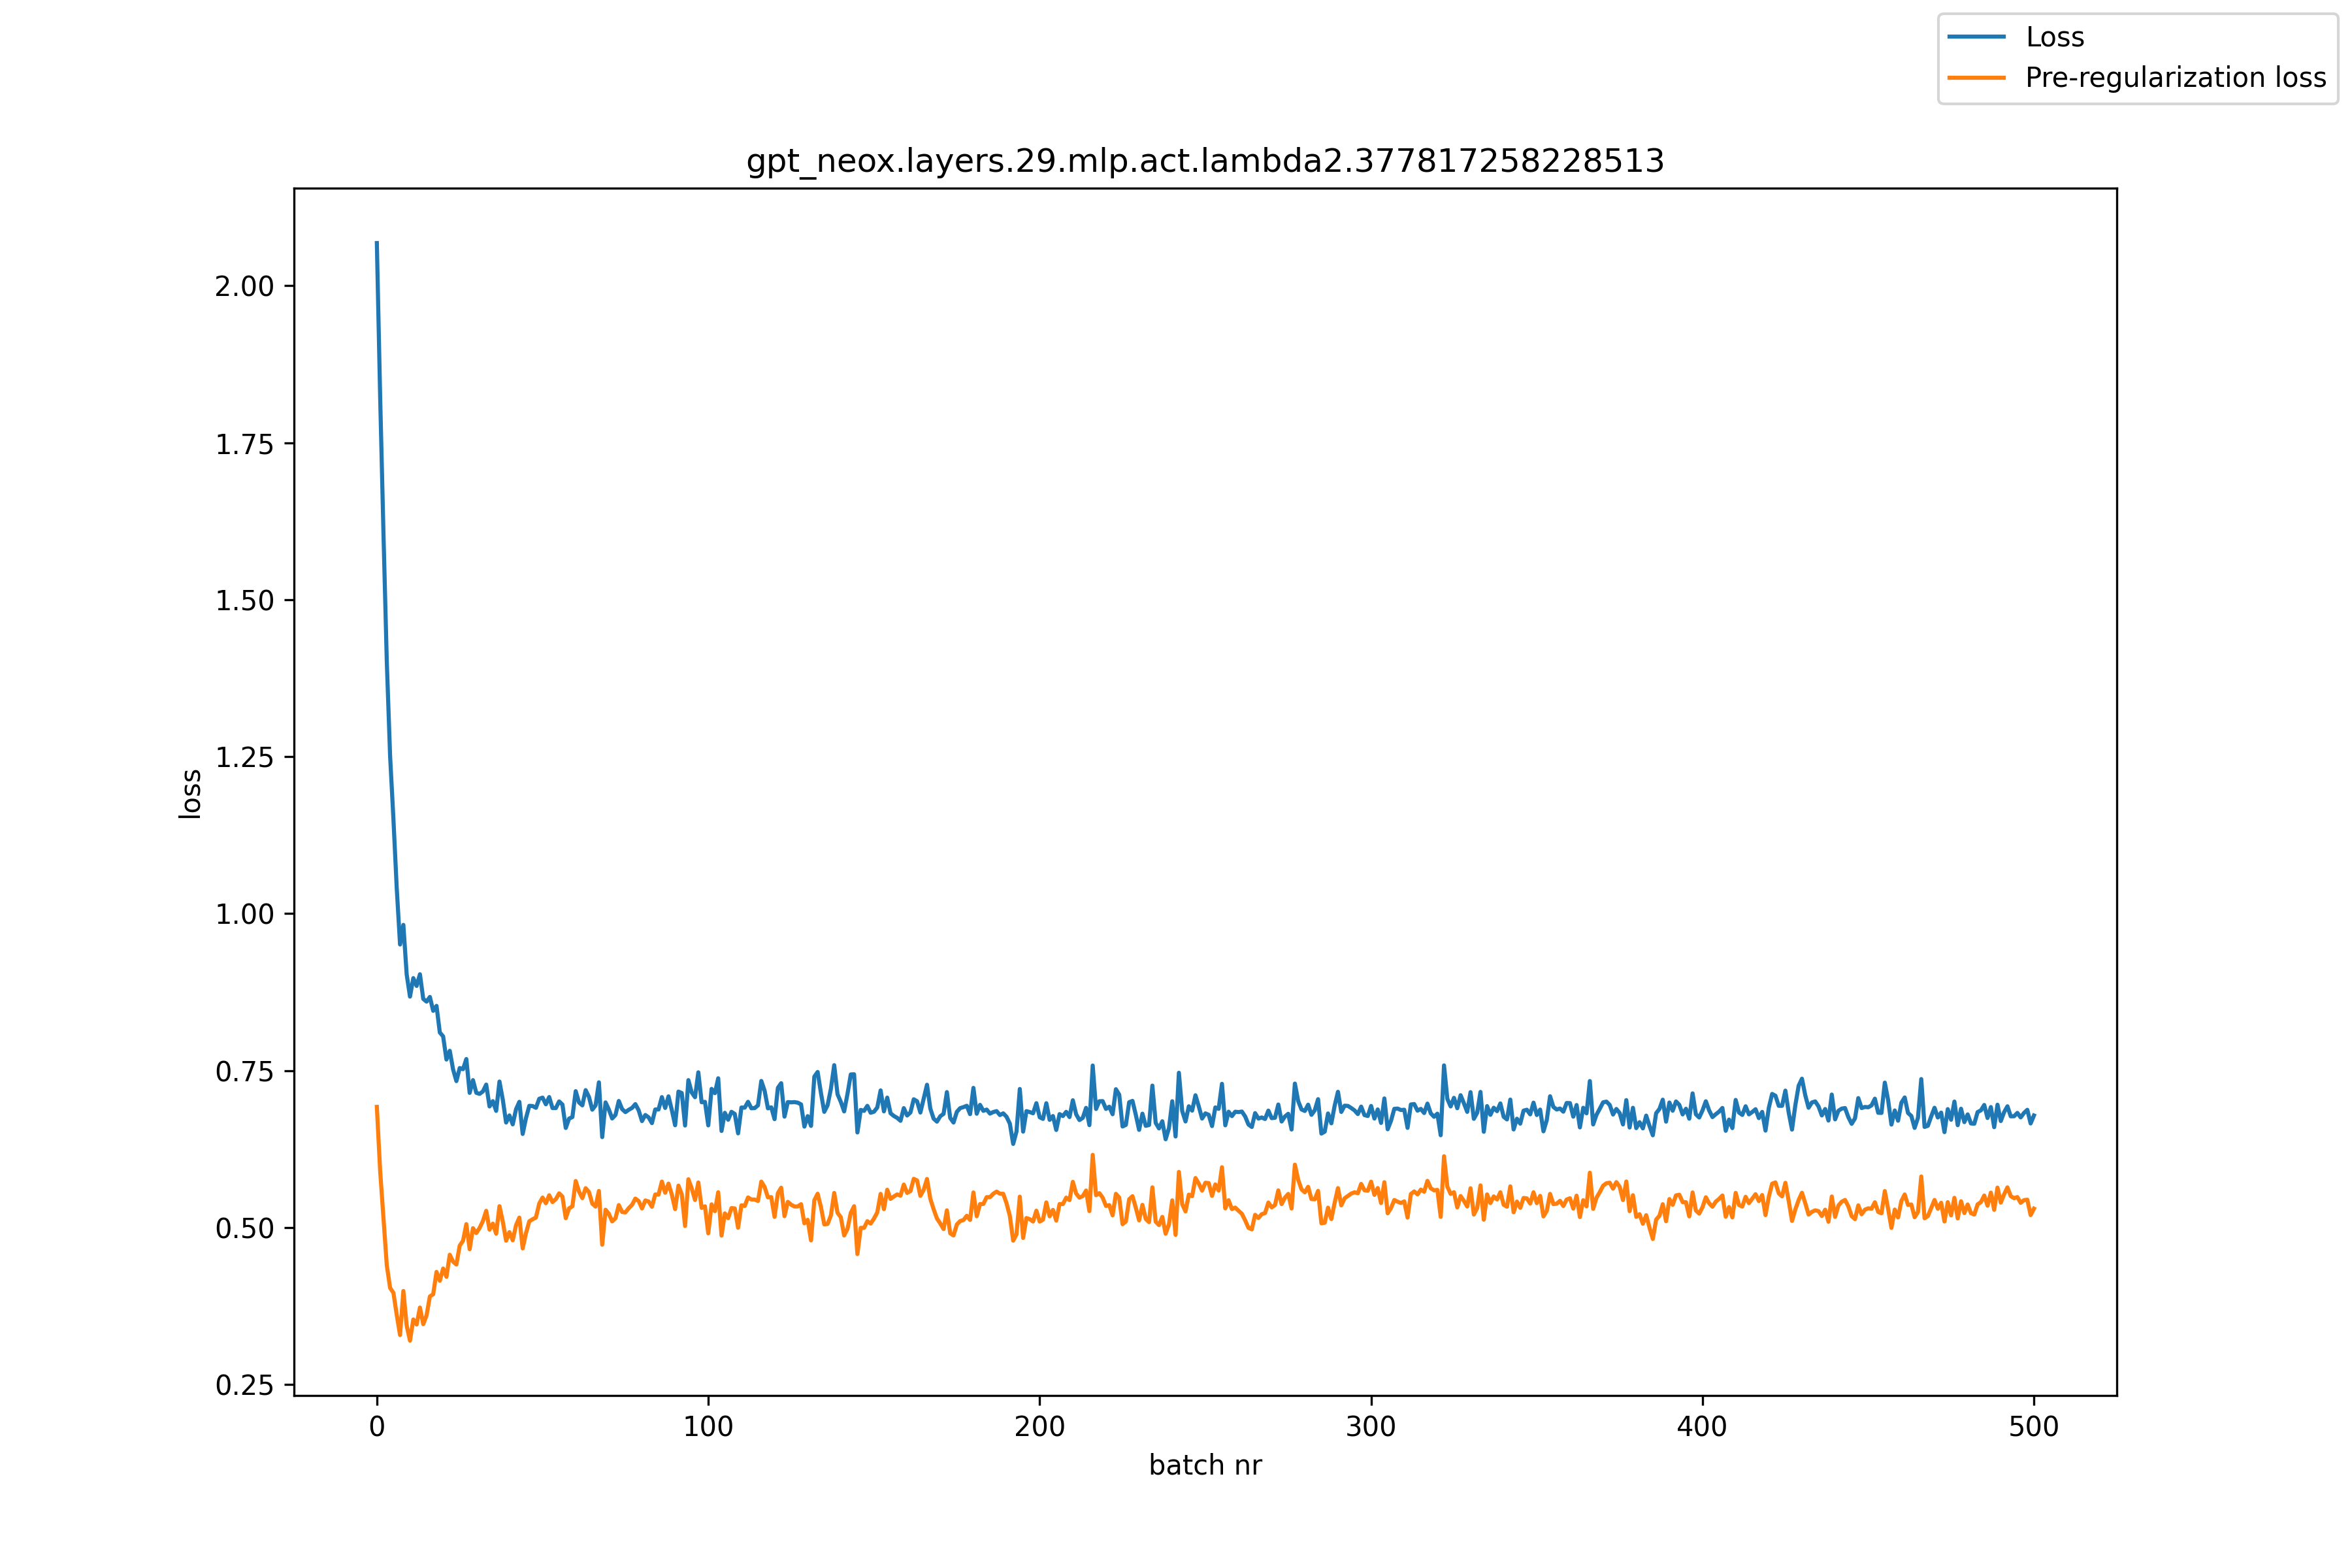 Loss
Pre-regularization loss
gpt_neox.layers.29.mlp.act.lambda2.377817258228513
2.00
1.75
1.50
1.25
1.00
0.75
0.50
0.25
loss
0 100 200 300 400 500
batch nr